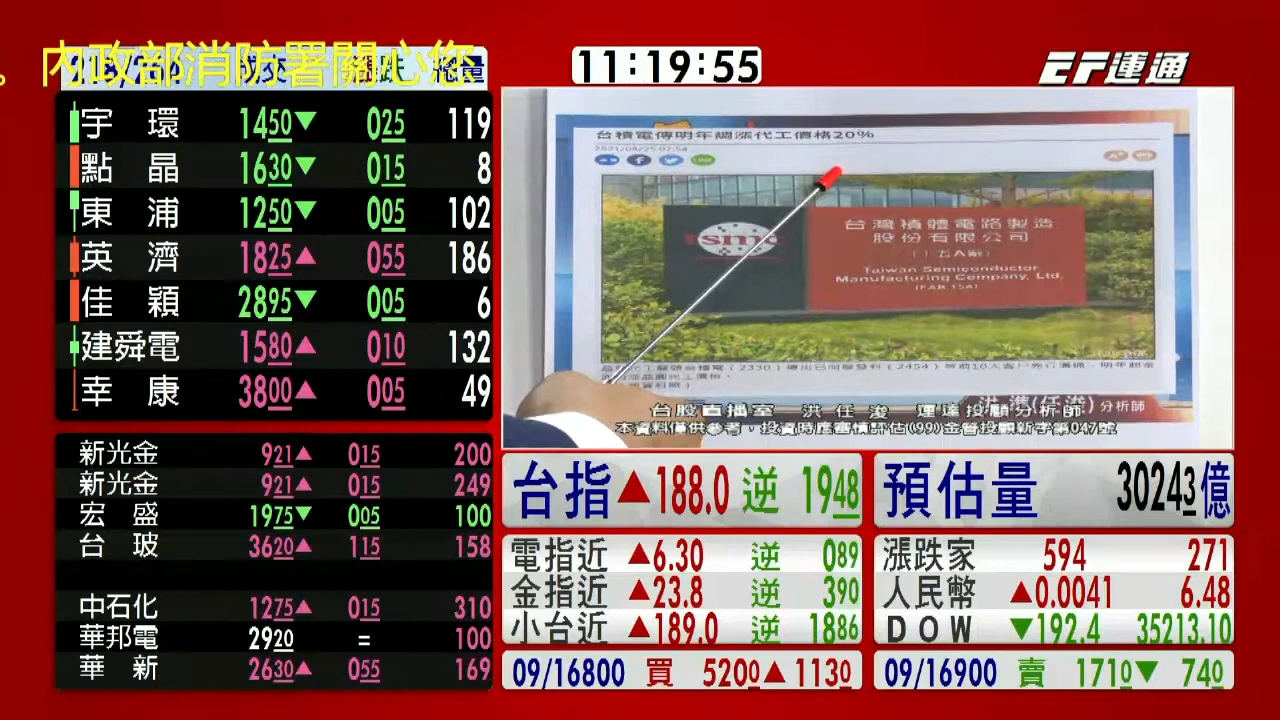 。內政部消防署關心您
11:19:55
EF運通
宇環 1450▼ 025 119
點晶 1630▼ 015 8
東浦 1250▼ 005 102
英濟 1825▲ 055 186
佳穎 2895▼ 005 6
建舜電 1580▲ 010 132
幸康 3800▲ 005 49
新光金 921▲ 015 200
新光金 921▲ 015 249
宏盛 1975▼ 005 100
台玻 3620▲ 115 158
中石化 1275▲ 015 310
華邦電 2920 = 100
華新 2630▲ 055 169
台積電傳明年調漲代工價格20%
tsmc
台灣積體電路製造
股份有限公司
Taiwan Semiconductor
Manufacturing Company, Ltd.
(FAB 15A)
分析師
台股直播室 洪任浚 運達投顧分析師
本資料僅供參考，投資時應審慎評估(99)金管投顧新字第047號
台指▲188.0 逆 1948
預估量 30243億
電指近 ▲6.30 逆 089
金指近 ▲23.8 逆 390
小台近 ▲189.0 逆 1886
漲跌家 594 271
人民幣 ▲0.0041 6.48
DOW ▼192.4 35213.10
09/16800 買 5200▲1130
09/16900 賣 1710▼ 740